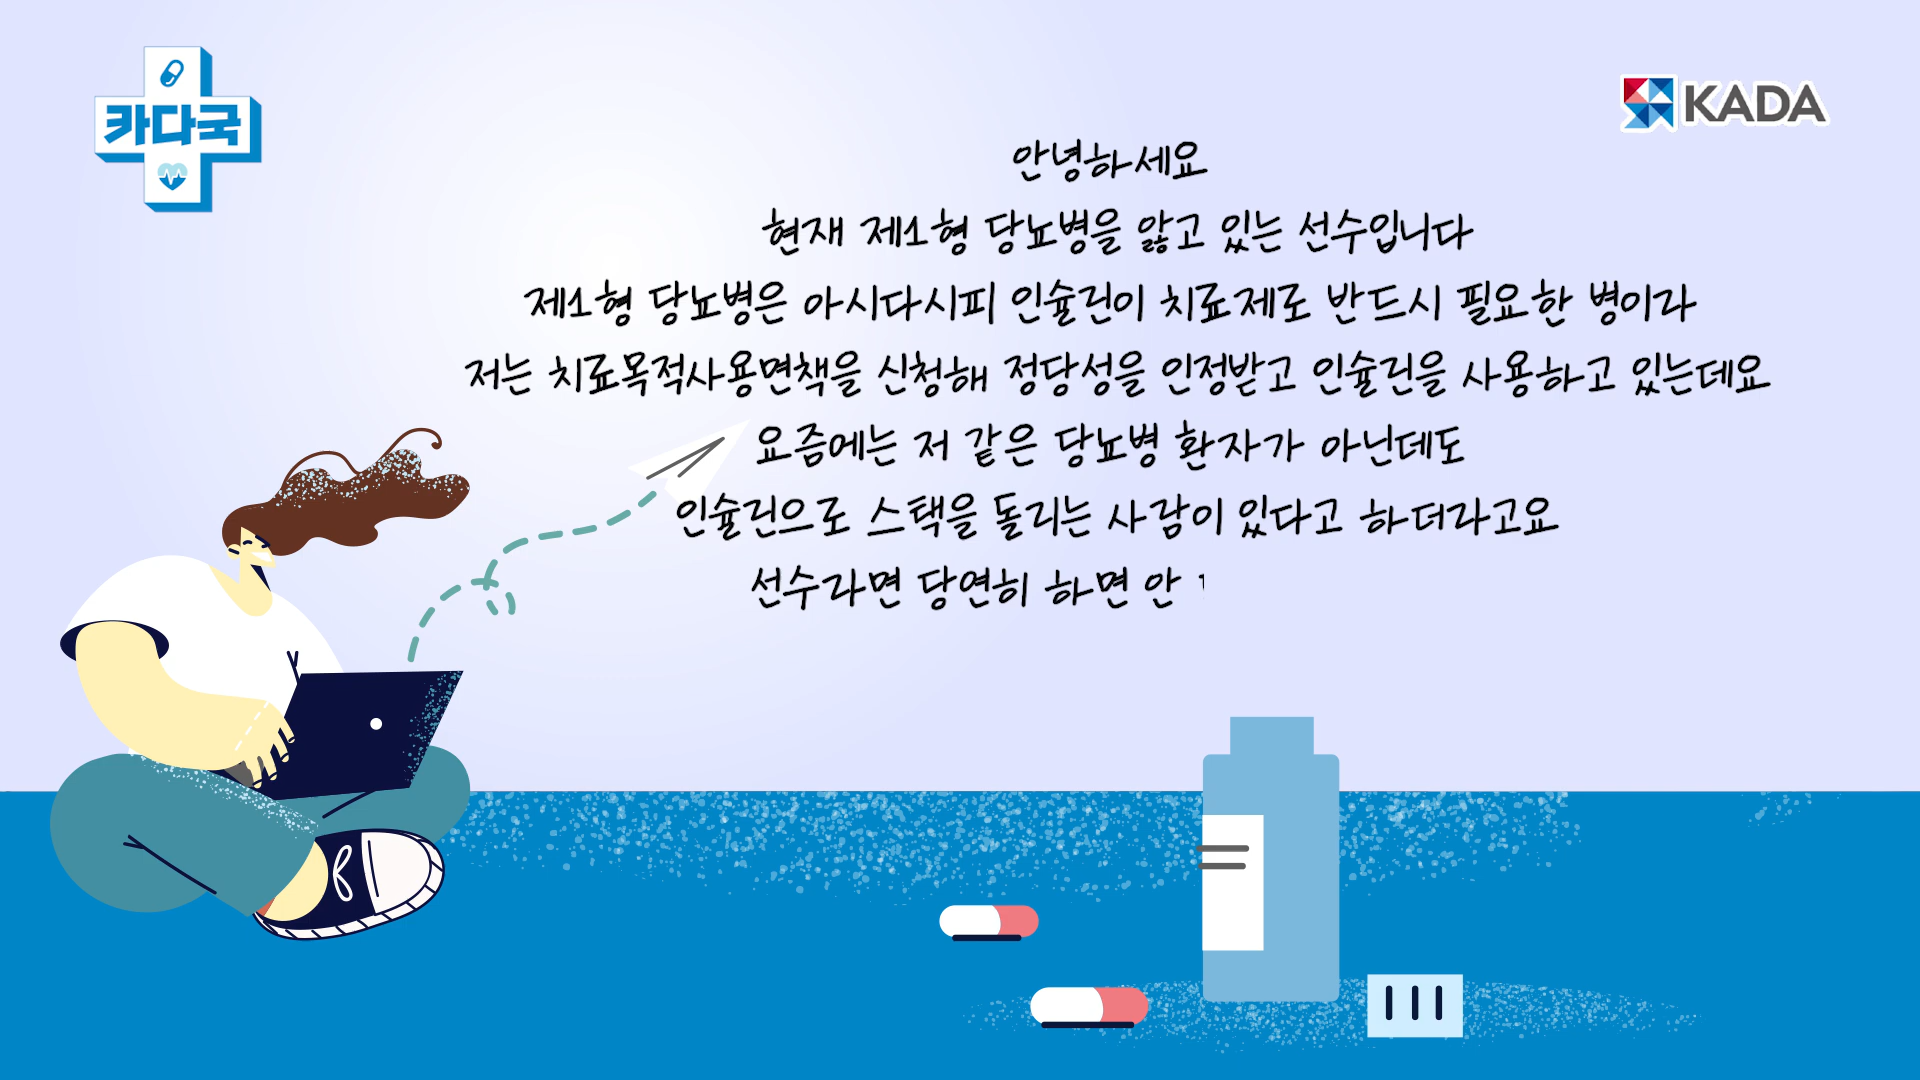 카다국
KADA
안녕하세요
현재 제1형 당뇨병을 앓고 있는 선수입니다
제1형 당뇨병은 아시다시피 인슐린이 치료제로 반드시 필요한 병이라
저는 치료목적사용면책을 신청해 정당성을 인정받고 인슐린을 사용하고 있는데요
요즘에는 저 같은 당뇨병 환자가 아닌데도
인슐린으로 스택을 돌리는 사람이 있다고 하더라고요
선수라면 당연히 하면 안